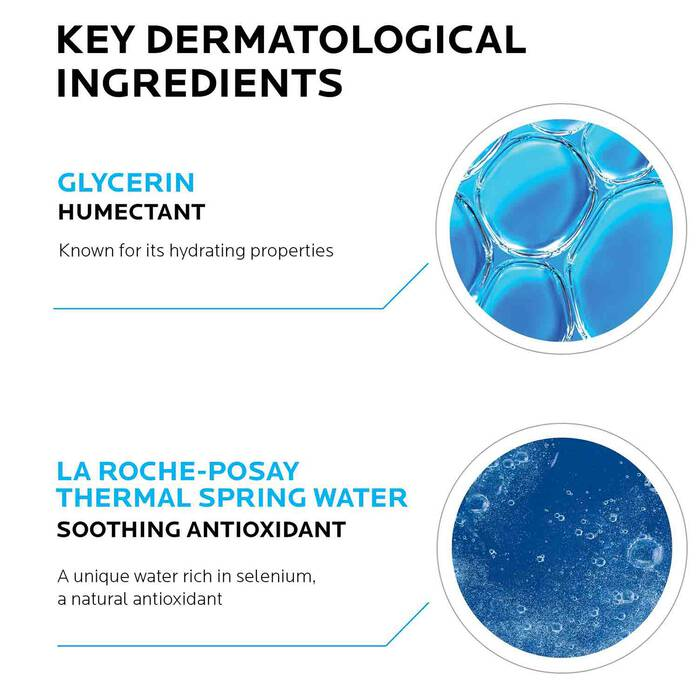 KEY DERMATOLOGICAL
INGREDIENTS
GLYCERIN
HUMECTANT
Known for its hydrating properties
LA ROCHE-POSAY
THERMAL SPRING WATER
SOOTHING ANTIOXIDANT
A unique water rich in selenium,
a natural antioxidant